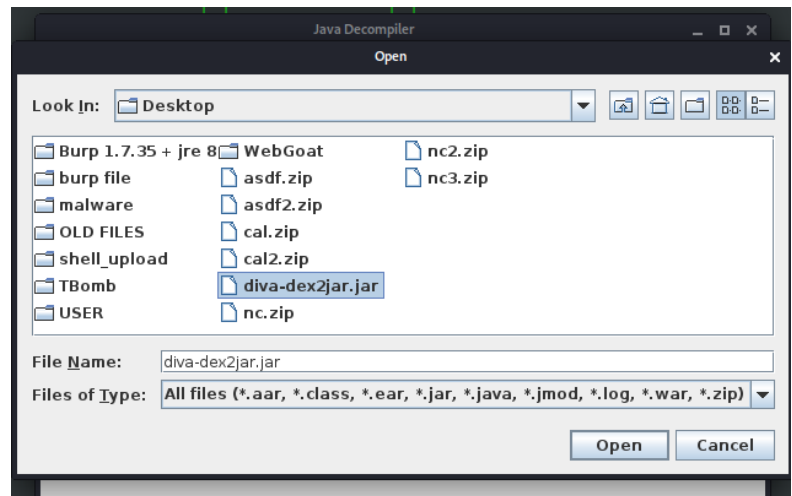 Java Decompiler
Open
Look In: Desktop
Burp 1.7.35 + jre 8 WebGoat nc2.zip
burp file asdf.zip nc3.zip
malware asdf2.zip
OLD FILES cal.zip
shell_upload cal2.zip
TBomb diva-dex2jar.jar
USER nc.zip
File Name: diva-dex2jar.jar
Files of Type: All files (*.aar, *.class, *.ear, *.jar, *.java, *.jmod, *.log, *.war, *.zip)
Open Cancel